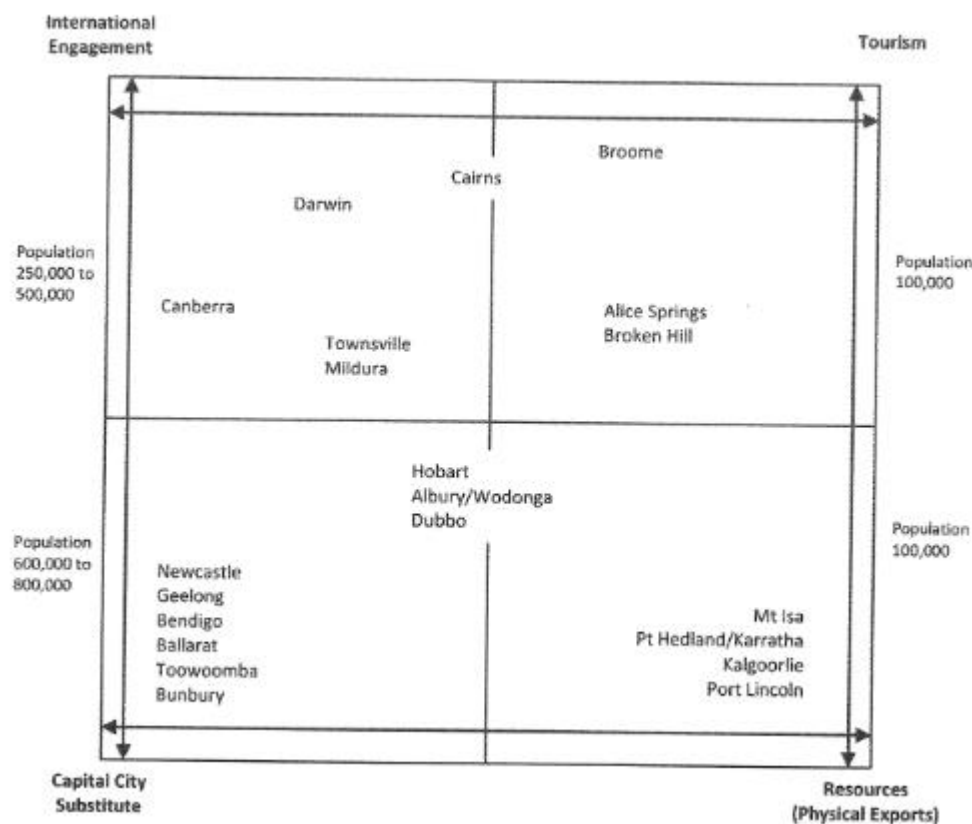 International
Engagement
Tourism
Broome
Cairns
Darwin
Population
250,000 to
500,000
Population
100,000
Canberra
Alice Springs
Broken Hill
Townsville
Mildura
Hobart
Albury/Wodonga
Dubbo
Population
600,000 to
800,000
Population
100,000
Newcastle
Geelong
Bendigo
Ballarat
Toowoomba
Bunbury
Mt Isa
Pt Hedland/Karratha
Kalgoorlie
Port Lincoln
Capital City
Substitute
Resources
(Physical Exports)